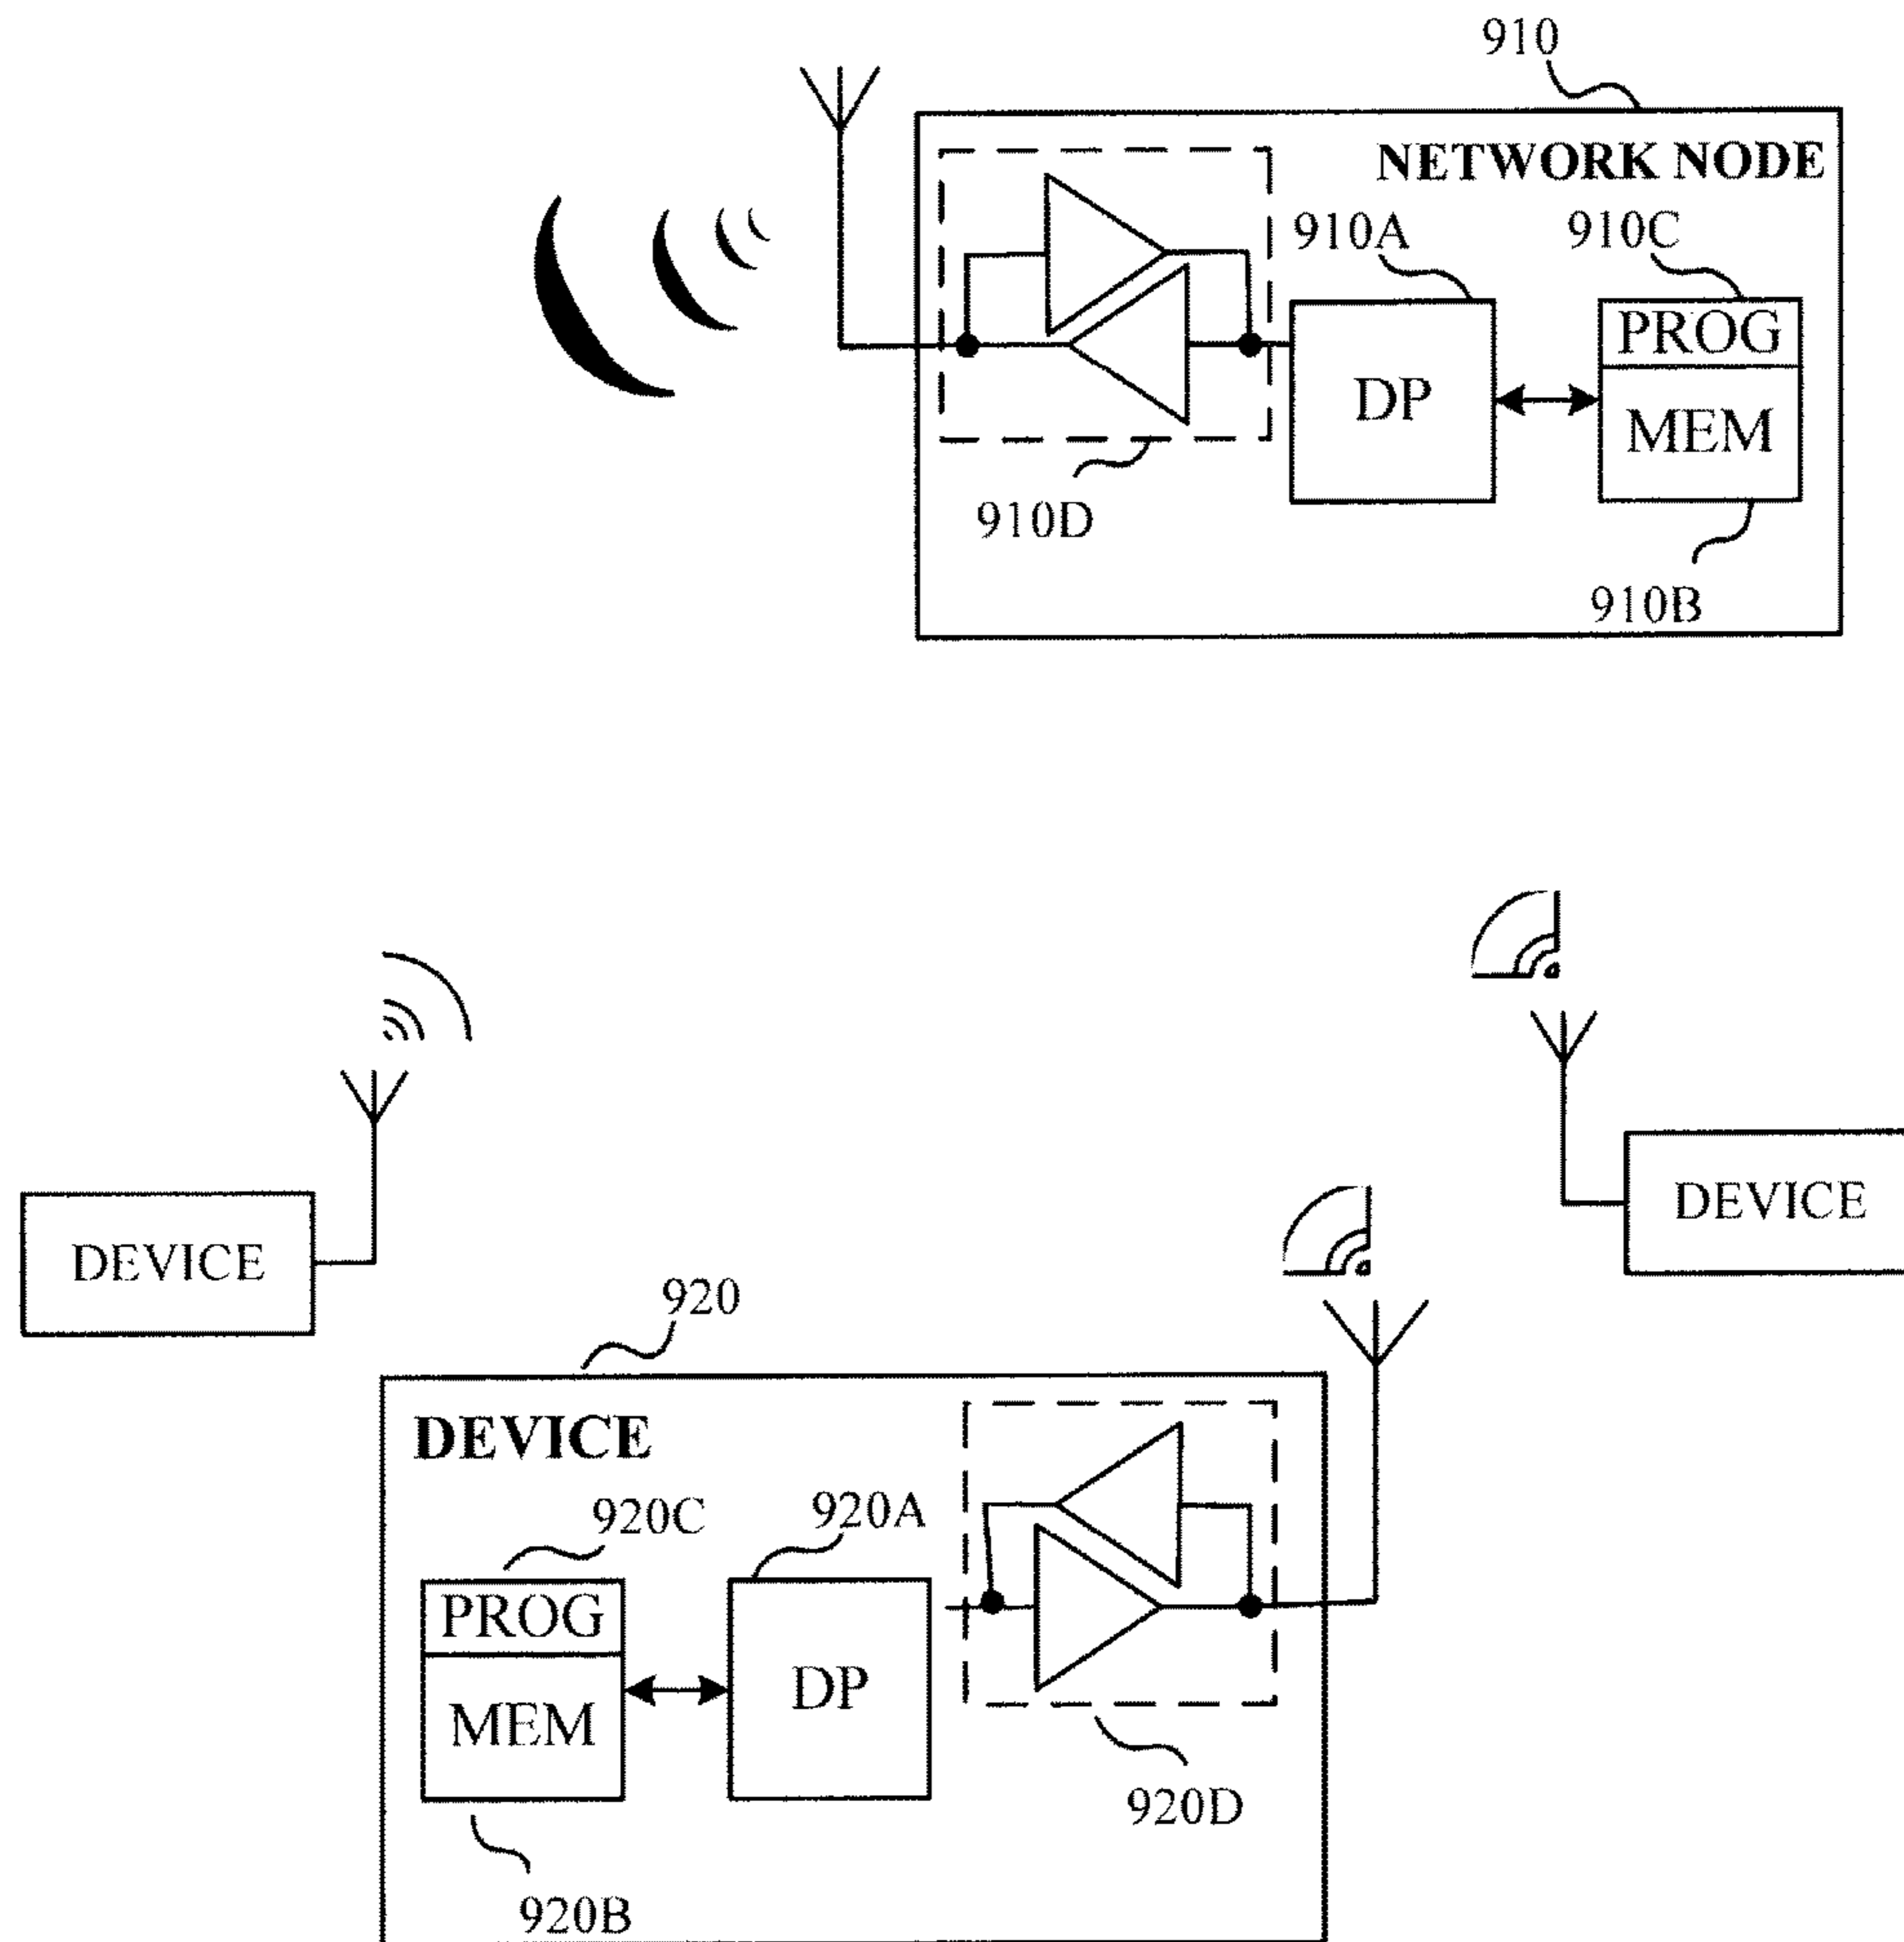 910
NETWORK NODE
910A
910C
PROG
DP
MEM
910D
910B
DEVICE
DEVICE
920
DEVICE
920C
920A
PROG
DP
MEM
920D
920B